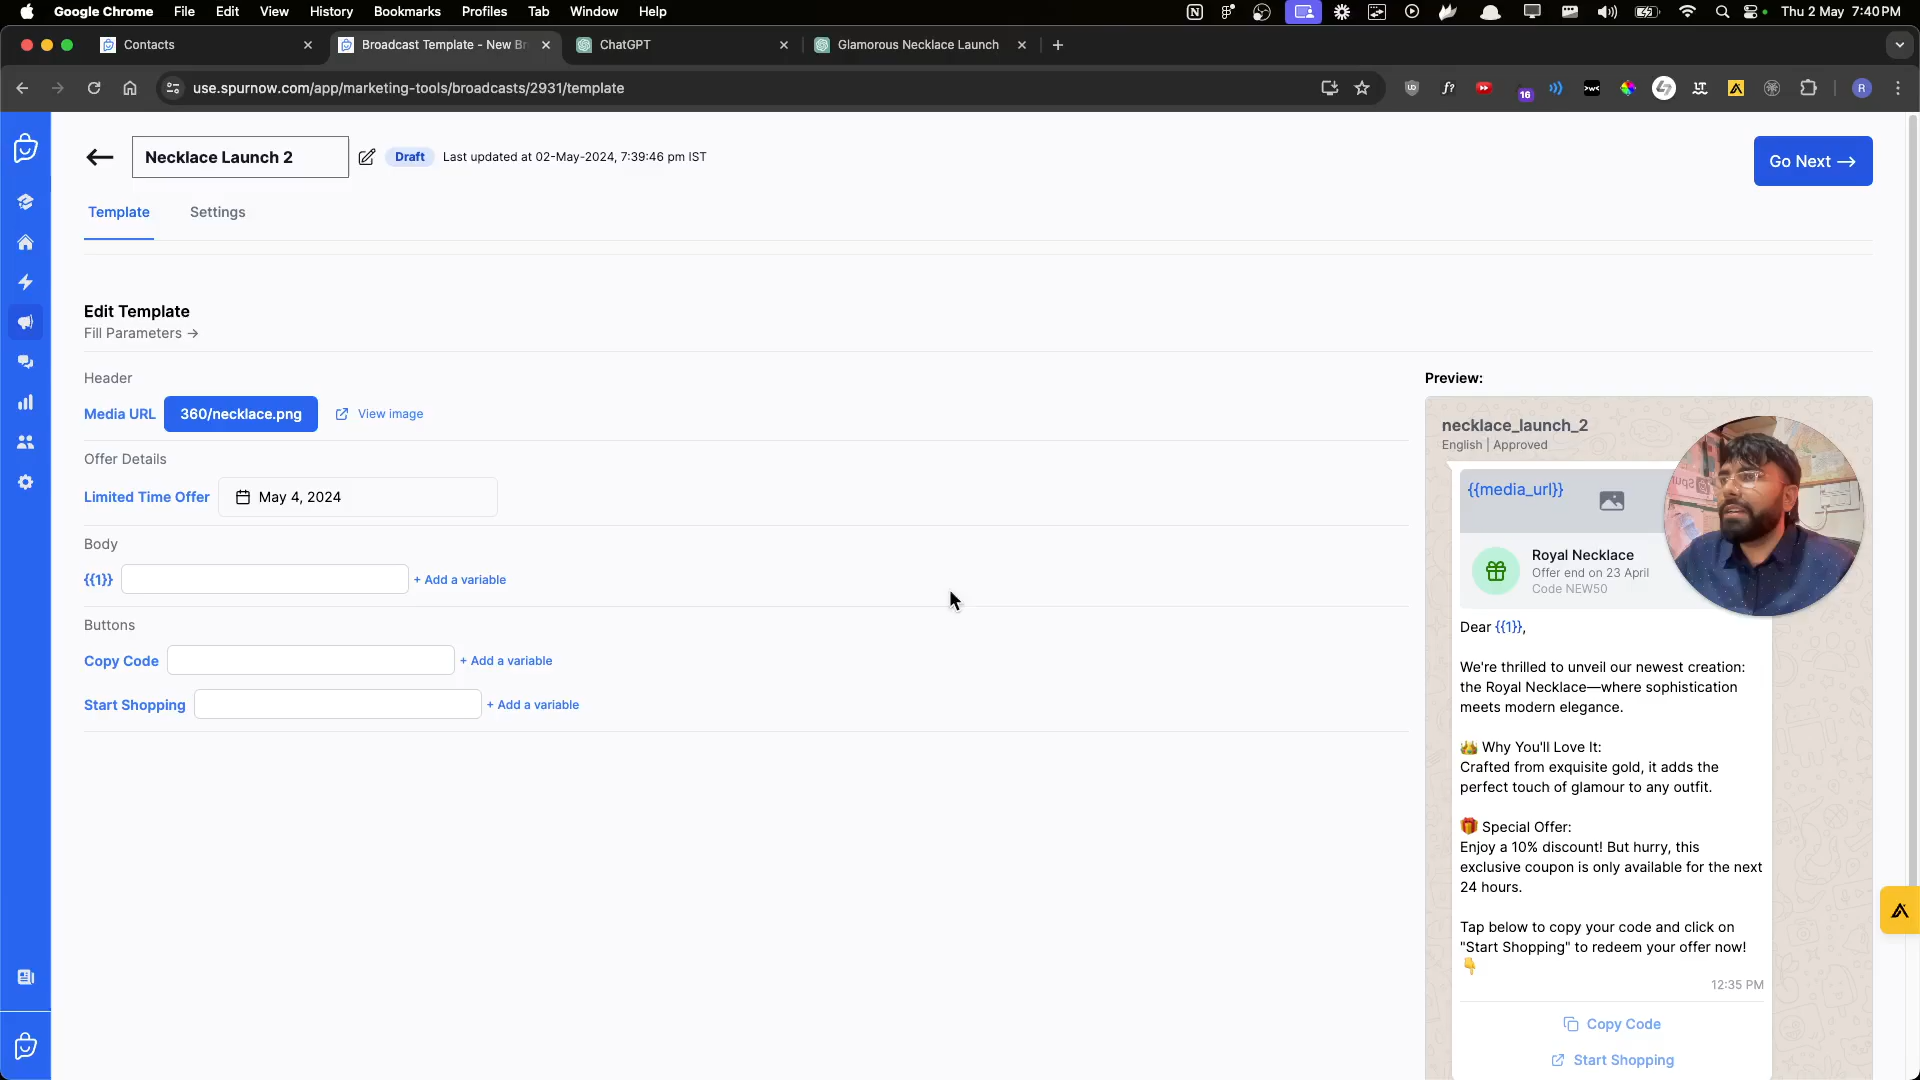 Google Chrome File Edit View History Bookmarks Profiles Tab Window Help
Thu 2 May 7:40 PM
Contacts
Broadcast Template - New Br
ChatGPT
Glamorous Necklace Launch
use.spurnow.com/app/marketing-tools/broadcasts/2931/template
16
R
Necklace Launch 2
Draft
Last updated at 02-May-2024, 7:39:46 pm IST
Go Next →
Template
Settings
Edit Template
Fill Parameters →
Header
Media URL
360/necklace.png
View image
Offer Details
Limited Time Offer
May 4, 2024
Body
{{1}}
+ Add a variable
Buttons
Copy Code
+ Add a variable
Start Shopping
+ Add a variable
Preview:
necklace_launch_2
English | Approved
{{media_url}}
Royal Necklace
Offer end on 23 April
Code NEW50
Dear {{1}},
We're thrilled to unveil our newest creation:
the Royal Necklace—where sophistication
meets modern elegance.
👑 Why You'll Love It:
Crafted from exquisite gold, it adds the
perfect touch of glamour to any outfit.
🎁 Special Offer:
Enjoy a 10% discount! But hurry, this
exclusive coupon is only available for the next
24 hours.
Tap below to copy your code and click on
"Start Shopping" to redeem your offer now!
👇
12:35 PM
Copy Code
Start Shopping